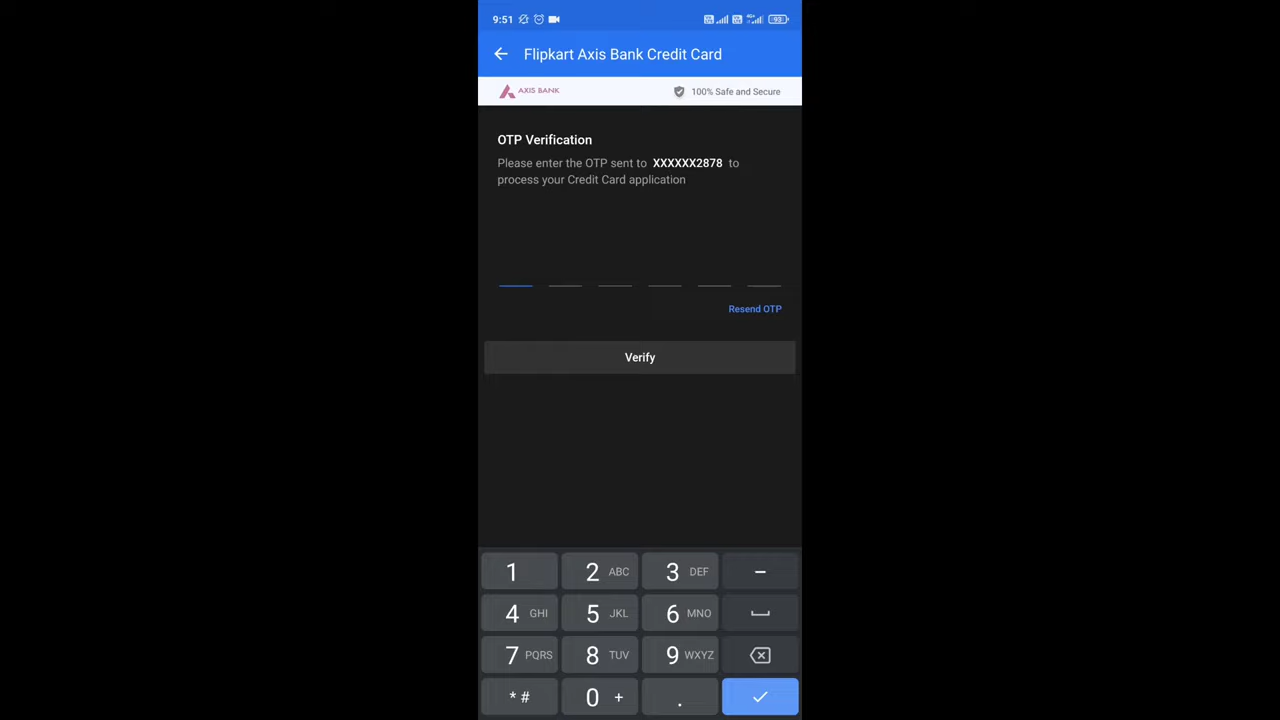 9:51
93
Flipkart Axis Bank Credit Card
AXIS BANK
100% Safe and Secure
OTP Verification
Please enter the OTP sent to XXXXXX2878 to
process your Credit Card application
Resend OTP
Verify
1
2 ABC
3 DEF
–
4 GHI
5 JKL
6 MNO
7 PQRS
8 TUV
9 WXYZ
* #
0 +
.